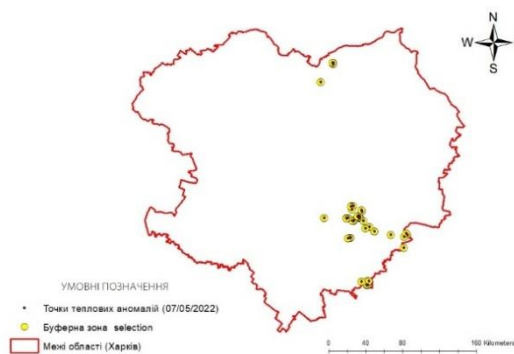 N
W E
S
УМОВНІ ПОЗНАЧЕННЯ
Точки теплових аномалій (07/05/2022)
Буферна зона selection
Межі області (Харків)
0 20 40 80 160 Kilometers